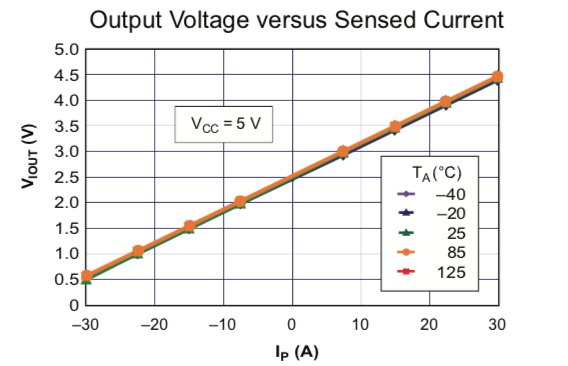 Output Voltage versus Sensed Current
5.0
4.5
4.0
3.5
3.0
2.5
2.0
1.5
1.0
0.5
0
VIOUT (V)
VCC = 5 V
TA (°C)
–40
–20
25
85
125
–30 –20 –10 0 10 20 30
IP (A)